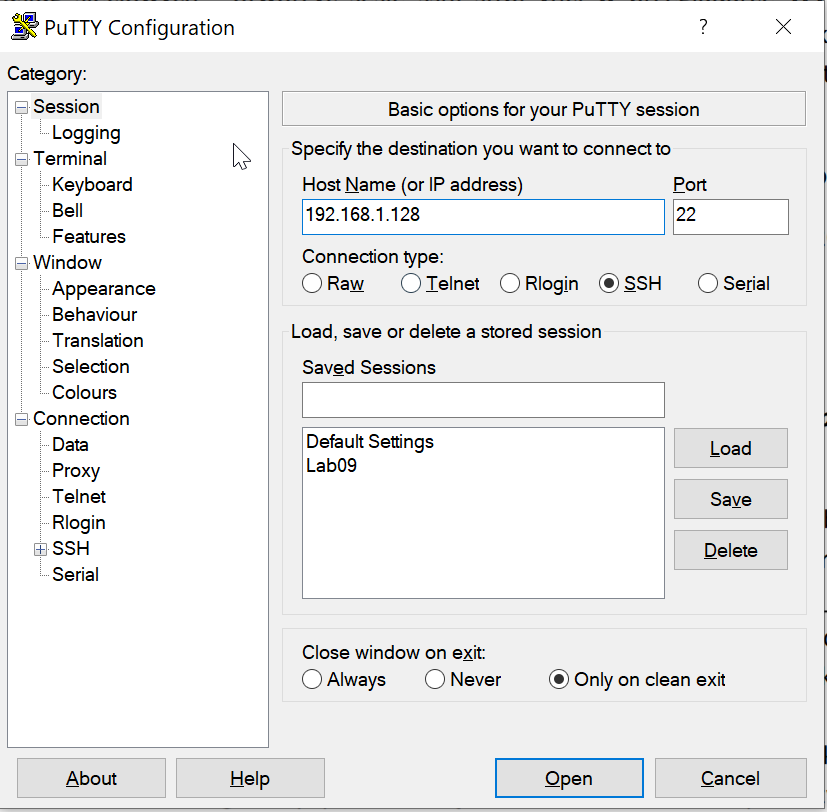 PuTTY Configuration
?
Category:
Session
Logging
Terminal
Keyboard
Bell
Features
Window
Appearance
Behaviour
Translation
Selection
Colours
Connection
Data
Proxy
Telnet
Rlogin
SSH
Serial
Basic options for your PuTTY session
Specify the destination you want to connect to
Host Name (or IP address) Port
192.168.1.128 22
Connection type:
Raw Telnet Rlogin SSH Serial
Load, save or delete a stored session
Saved Sessions
Default Settings
Lab09
Load
Save
Delete
Close window on exit:
Always Never Only on clean exit
About Help Open Cancel